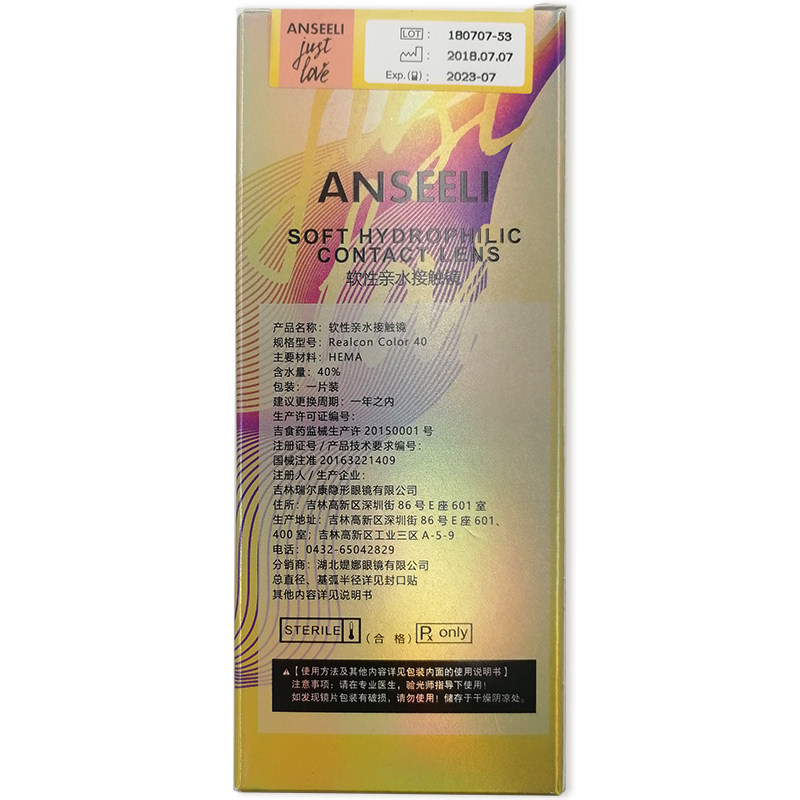 ANSEELI
just
love
LOT : 180707-53
: 2018.07.07
Exp. : 2023-07
just
ANSEELI
SOFT HYDROPHILIC
CONTACT LENS
软性亲水接触镜
产品名称：软性亲水接触镜
规格型号：Realcon Color 40
主要材料：HEMA
含水量：40%
包装：一片装
建议更换周期：一年之内
生产许可证编号：
吉食药监械生产许 20150001 号
注册证号 / 产品技术要求编号：
国械注准 20163221409
注册人 / 生产企业：
吉林瑞尔康隐形眼镜有限公司
住所：吉林高新区深圳街 86 号 E 座 601 室
生产地址：吉林高新区深圳街 86 号 E 座 601、
400 室；吉林高新区工业三区 A-5-9
电话：0432-65042829
分销商：湖北媞娜眼镜有限公司
总直径、基弧半径详见封口贴
其他内容详见说明书
STERILE （合 格） Px only
【使用方法及其他内容详见包装内面的使用说明书】
注意事项：请在专业医生，验光师指导下使用！
如发现镜片包装有破损，请勿使用！储存于干燥阴凉处。